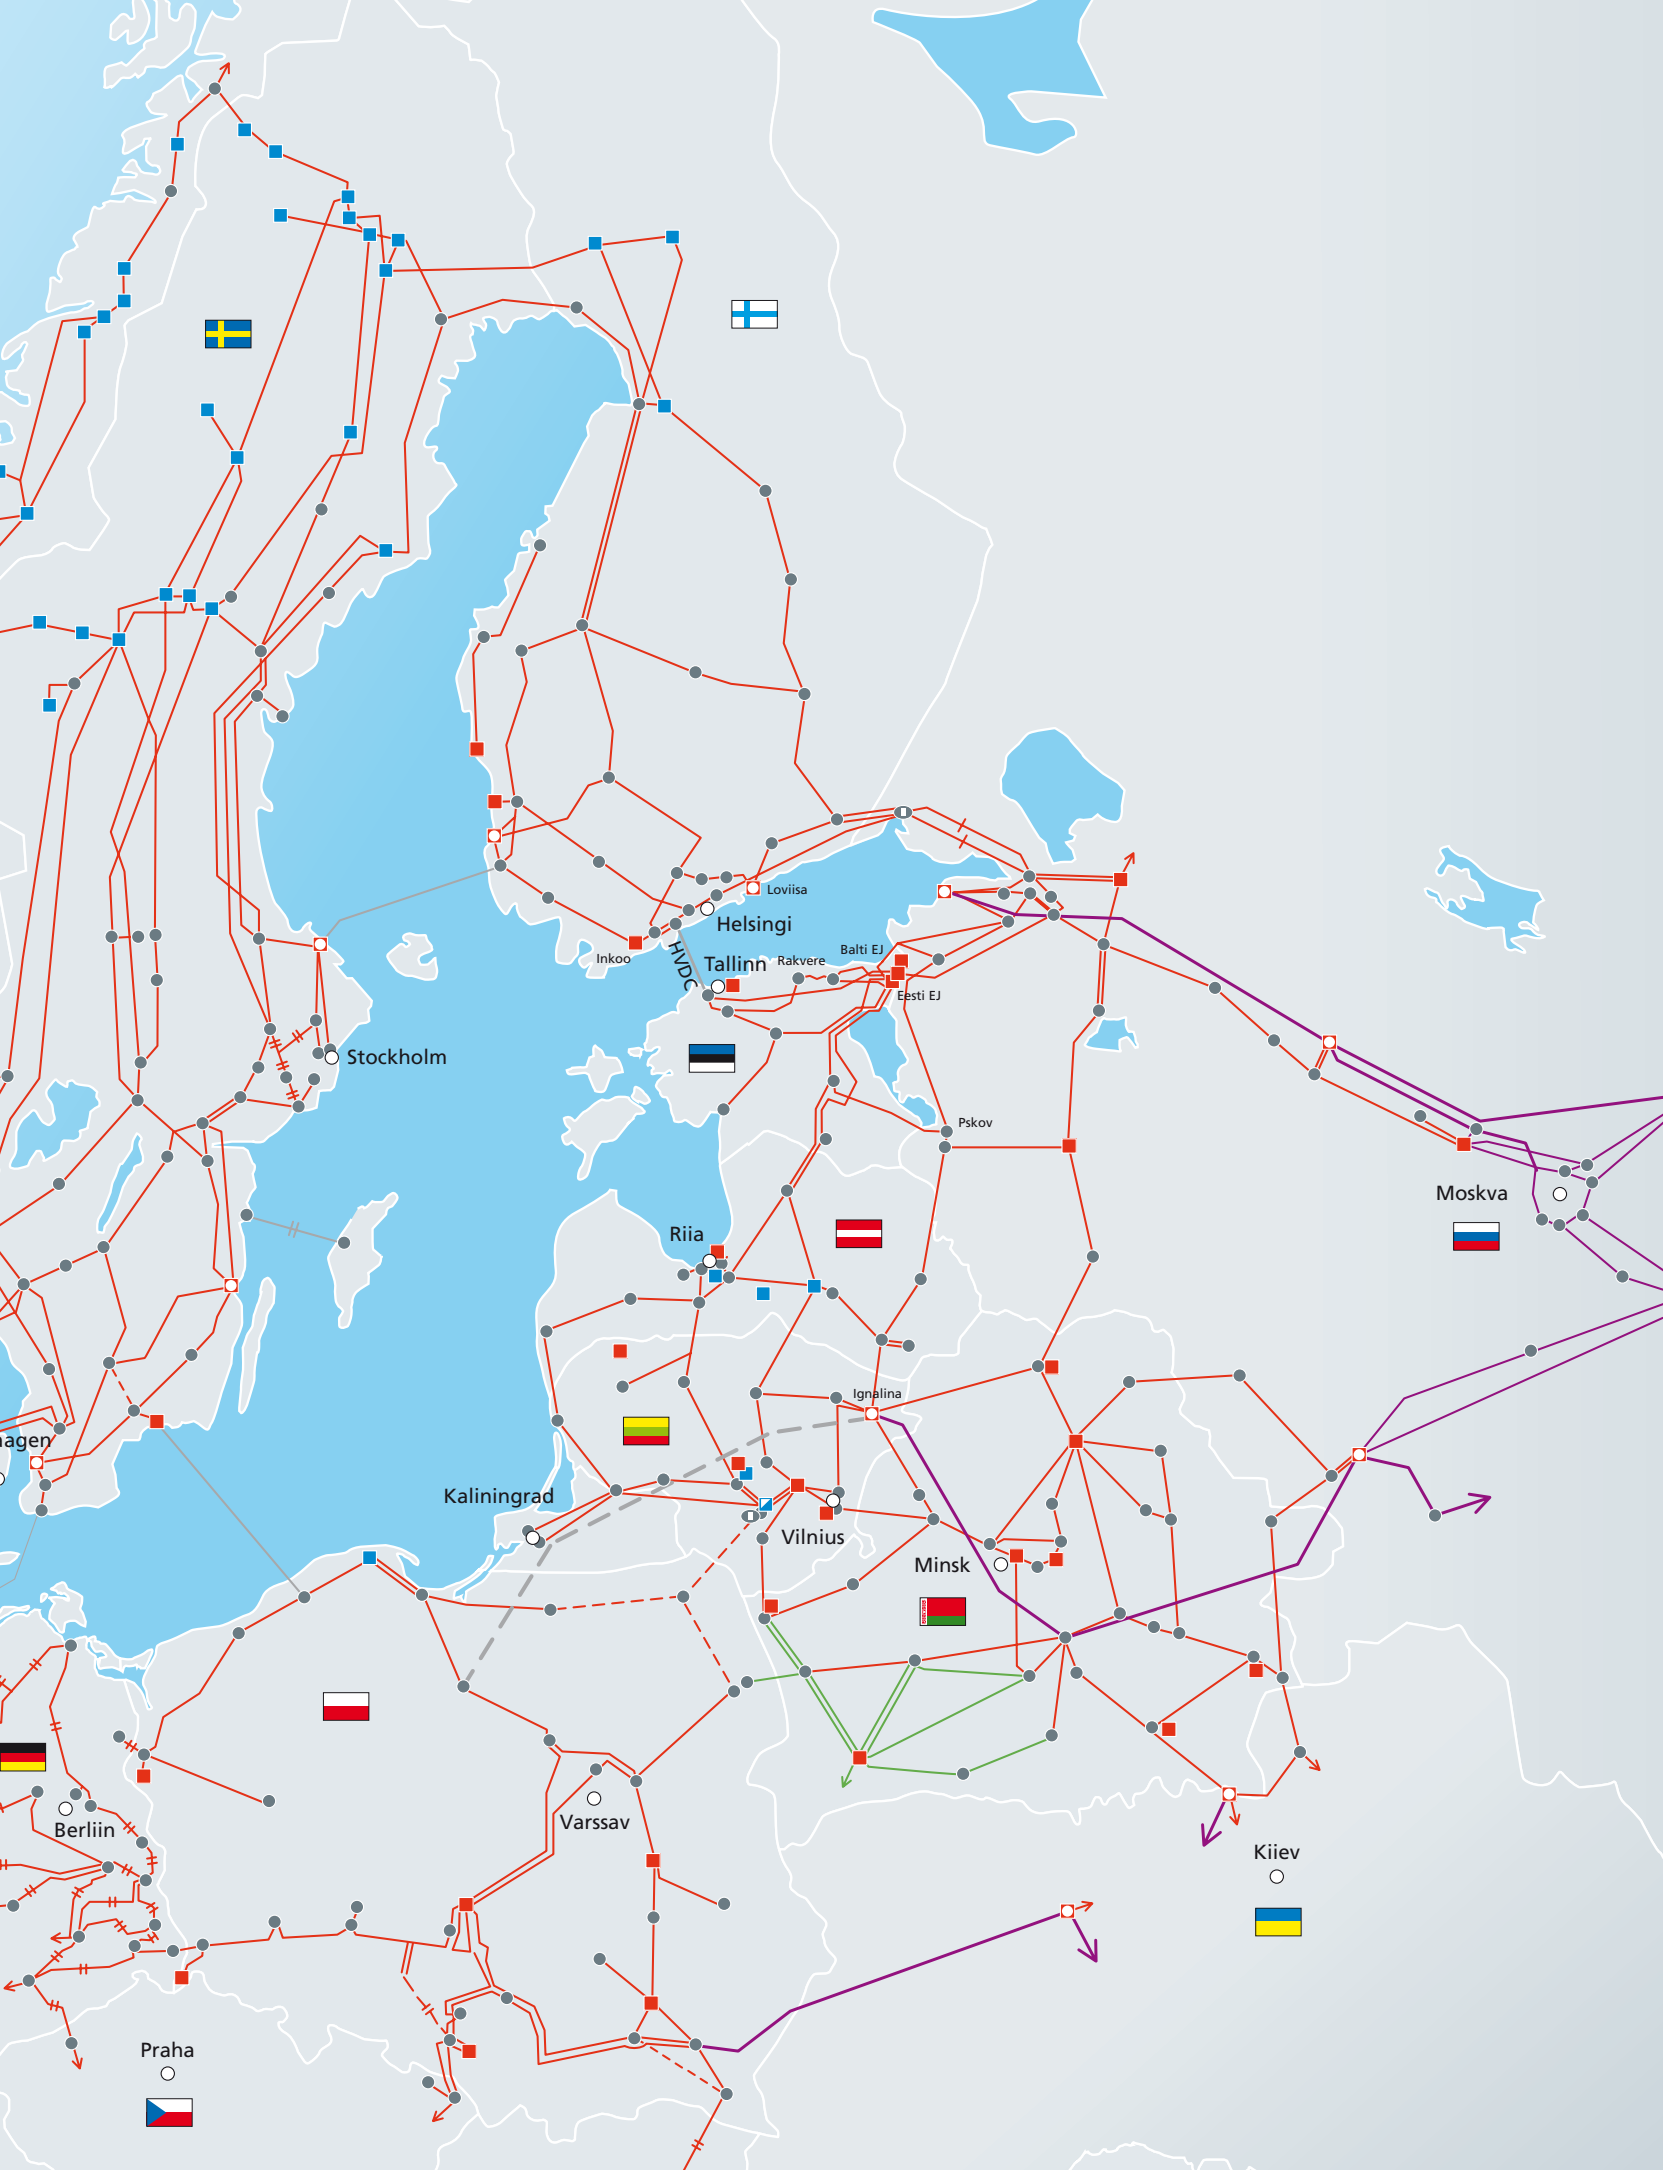 Loviisa
Helsingi
Inkoo
HVDC
Tallinn
Rakvere
Balti EJ
Eesti EJ
Stockholm
Pskov
Moskva
Riia
Ignalina
hagen
Kaliningrad
Vilnius
Minsk
Berliin
Varssav
Kiiev
Praha